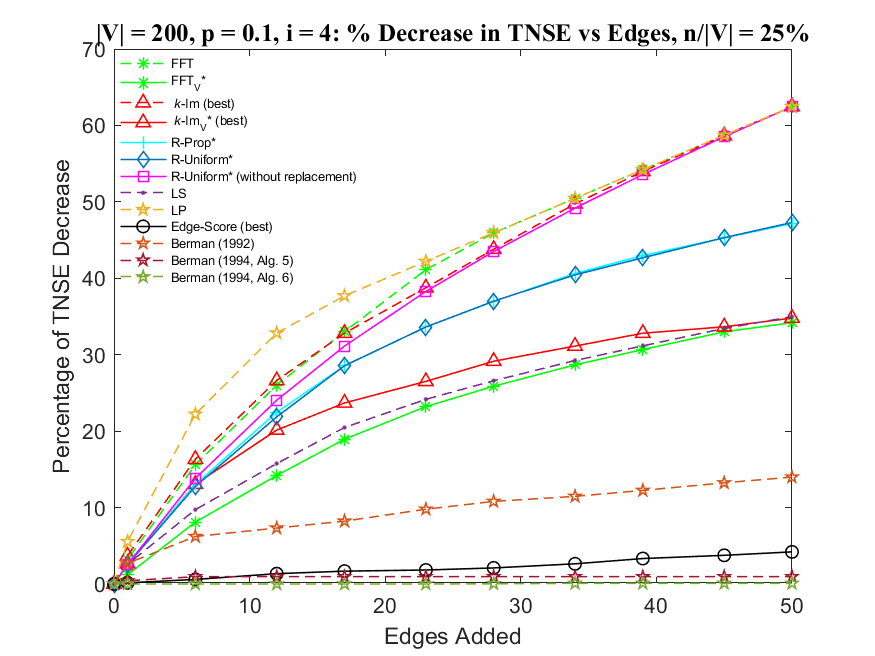 |V| = 200, p = 0.1, i = 4: % Decrease in TNSE vs Edges, n/|V| = 25%
70
60
50
40
30
20
10
0
Percentage of TNSE Decrease
FFT
FFT_V*
k-Im (best)
k-Im_V* (best)
R-Prop*
R-Uniform*
R-Uniform* (without replacement)
LS
LP
Edge-Score (best)
Berman (1992)
Berman (1994, Alg. 5)
Berman (1994, Alg. 6)
0 10 20 30 40 50
Edges Added